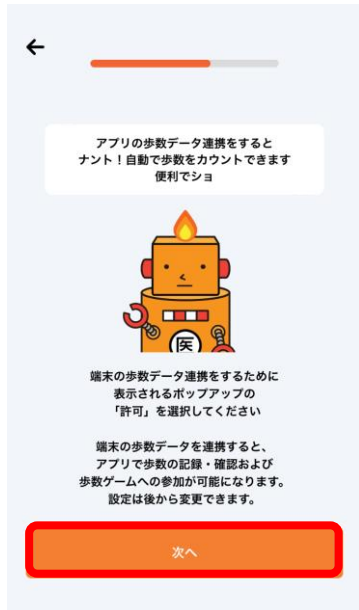 アプリの歩数データ連携をすると
ナント！自動で歩数をカウントできます
便利でショ
医
端末の歩数データ連携をするために
表示されるポップアップの
「許可」を選択してください
端末の歩数データを連携すると、
アプリで歩数の記録・確認および
歩数ゲームへの参加が可能になります。
設定は後から変更できます。
次へ